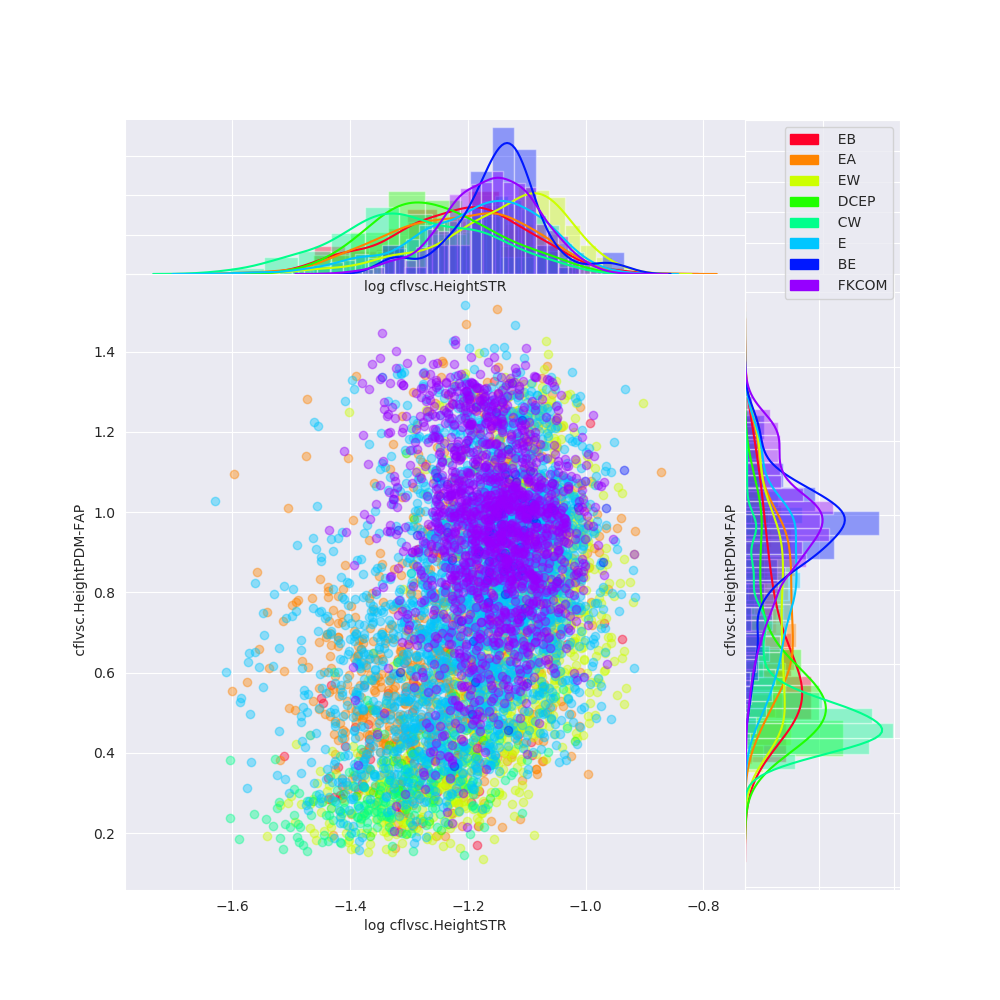 EB
EA
EW
DCEP
CW
E
BE
FKCOM
log cflvsc.HeightSTR
1.4
1.2
1.0
0.8
0.6
0.4
0.2
cflvsc.HeightPDM-FAP
cflvsc.HeightPDM-FAP
−1.6
−1.4
−1.2
−1.0
−0.8
log cflvsc.HeightSTR